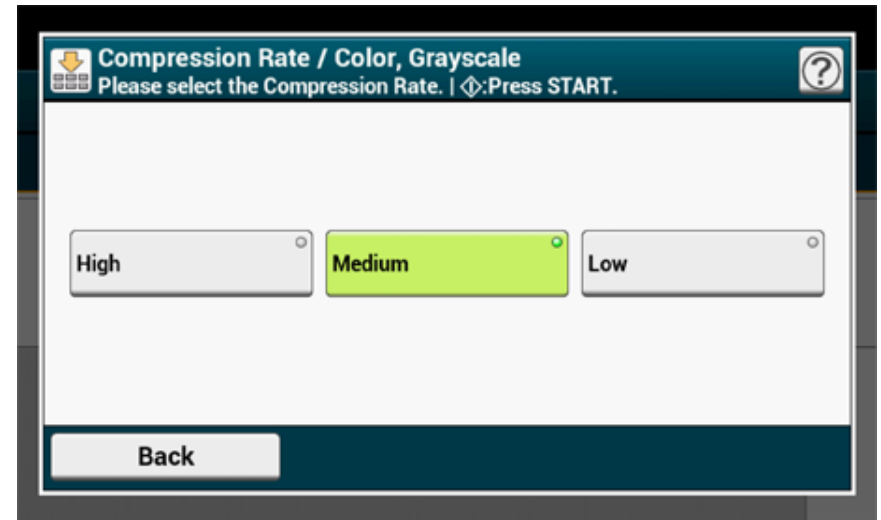 Compression Rate / Color, Grayscale
Please select the Compression Rate. | :Press START.
?
High
Medium
Low
Back